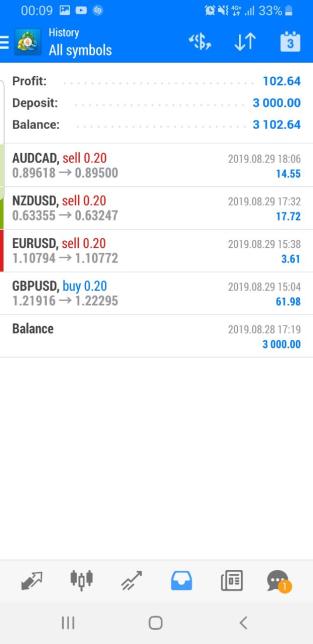 00:09 33%
History
All symbols
3
Profit: 102.64
Deposit: 3 000.00
Balance: 3 102.64
AUDCAD, sell 0.20 2019.08.29 18:06
0.89618 → 0.89500 14.55
NZDUSD, sell 0.20 2019.08.29 17:32
0.63355 → 0.63247 17.72
EURUSD, sell 0.20 2019.08.29 15:38
1.10794 → 1.10772 3.61
GBPUSD, buy 0.20 2019.08.29 15:04
1.21916 → 1.22295 61.98
Balance 2019.08.28 17:19
3 000.00
1